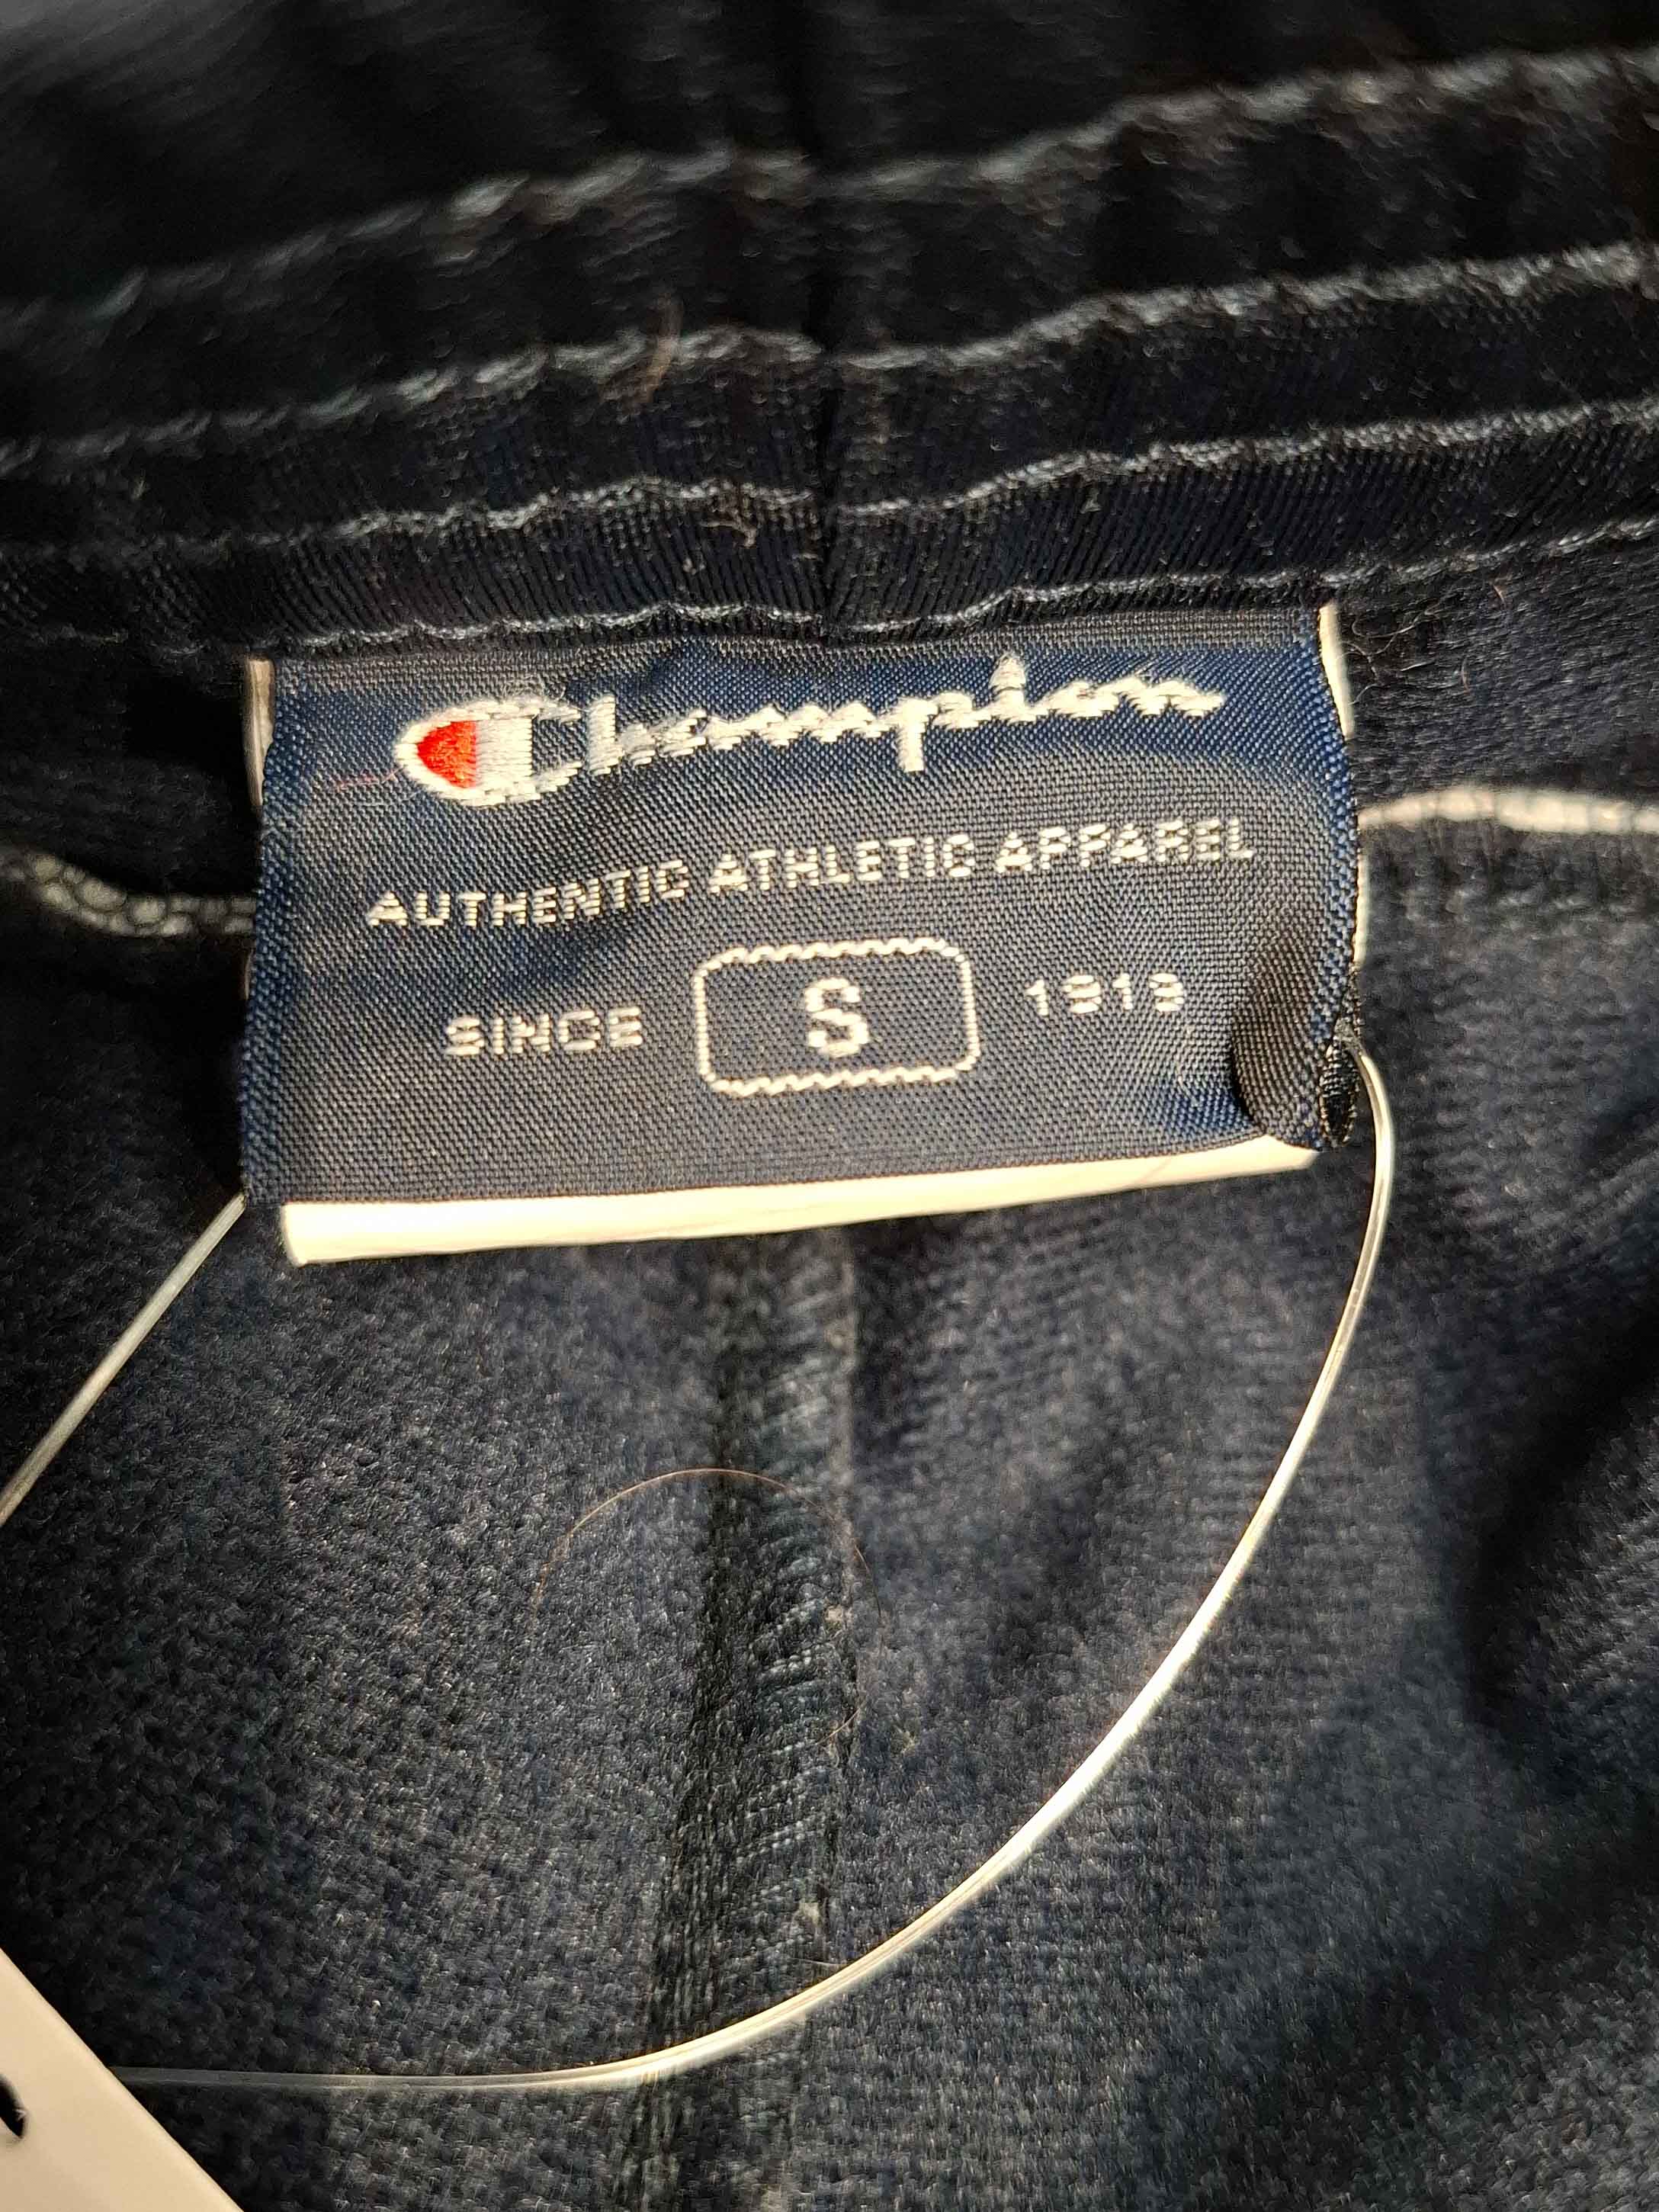 Champion
AUTHENTIC ATHLETIC APPAREL
SINCE S 1919